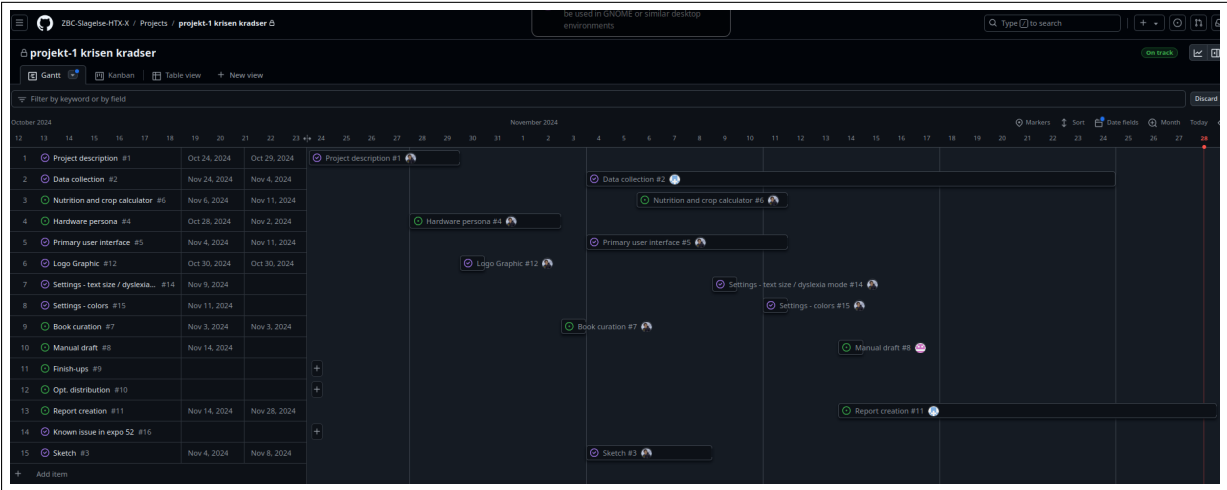 be used in GNOME or similar desktop
environments
ZBC-Slagelse-HTX-X / Projects / projekt-1 krisen kradser
Type / to search
projekt-1 krisen kradser
On track
Gantt
Kanban
Table view
+ New view
Filter by keyword or by field
Discard
October 2024
November 2024
Markers Sort Date fields Month Today
12 13 14 15 16 17 18 19 20 21 22 23 24 25 26 27 28 29 30 31 1 2 3 4 5 6 7 8 9 10 11 12 13 14 15 16 17 18 19 20 21 22 23 24 25 26 27 28
1 Project description #1 Oct 24, 2024 Oct 29, 2024 Project description #1
2 Data collection #2 Nov 24, 2024 Nov 4, 2024 Data collection #2
3 Nutrition and crop calculator #6 Nov 6, 2024 Nov 11, 2024 Nutrition and crop calculator #6
4 Hardware persona #4 Oct 28, 2024 Nov 2, 2024 Hardware persona #4
5 Primary user interface #5 Nov 4, 2024 Nov 11, 2024 Primary user interface #5
6 Logo Graphic #12 Oct 30, 2024 Oct 30, 2024 Logo Graphic #12
7 Settings - text size / dyslexia... #14 Nov 9, 2024 Settings - text size / dyslexia mode #14
8 Settings - colors #15 Nov 11, 2024 Settings - colors #15
9 Book curation #7 Nov 3, 2024 Nov 3, 2024 Book curation #7
10 Manual draft #8 Nov 14, 2024 Manual draft #8
11 Finish-ups #9 +
12 Opt. distribution #10 +
13 Report creation #11 Nov 14, 2024 Nov 28, 2024 Report creation #11
14 Known issue in expo 52 #16 +
15 Sketch #3 Nov 4, 2024 Nov 8, 2024 Sketch #3
+ Add item